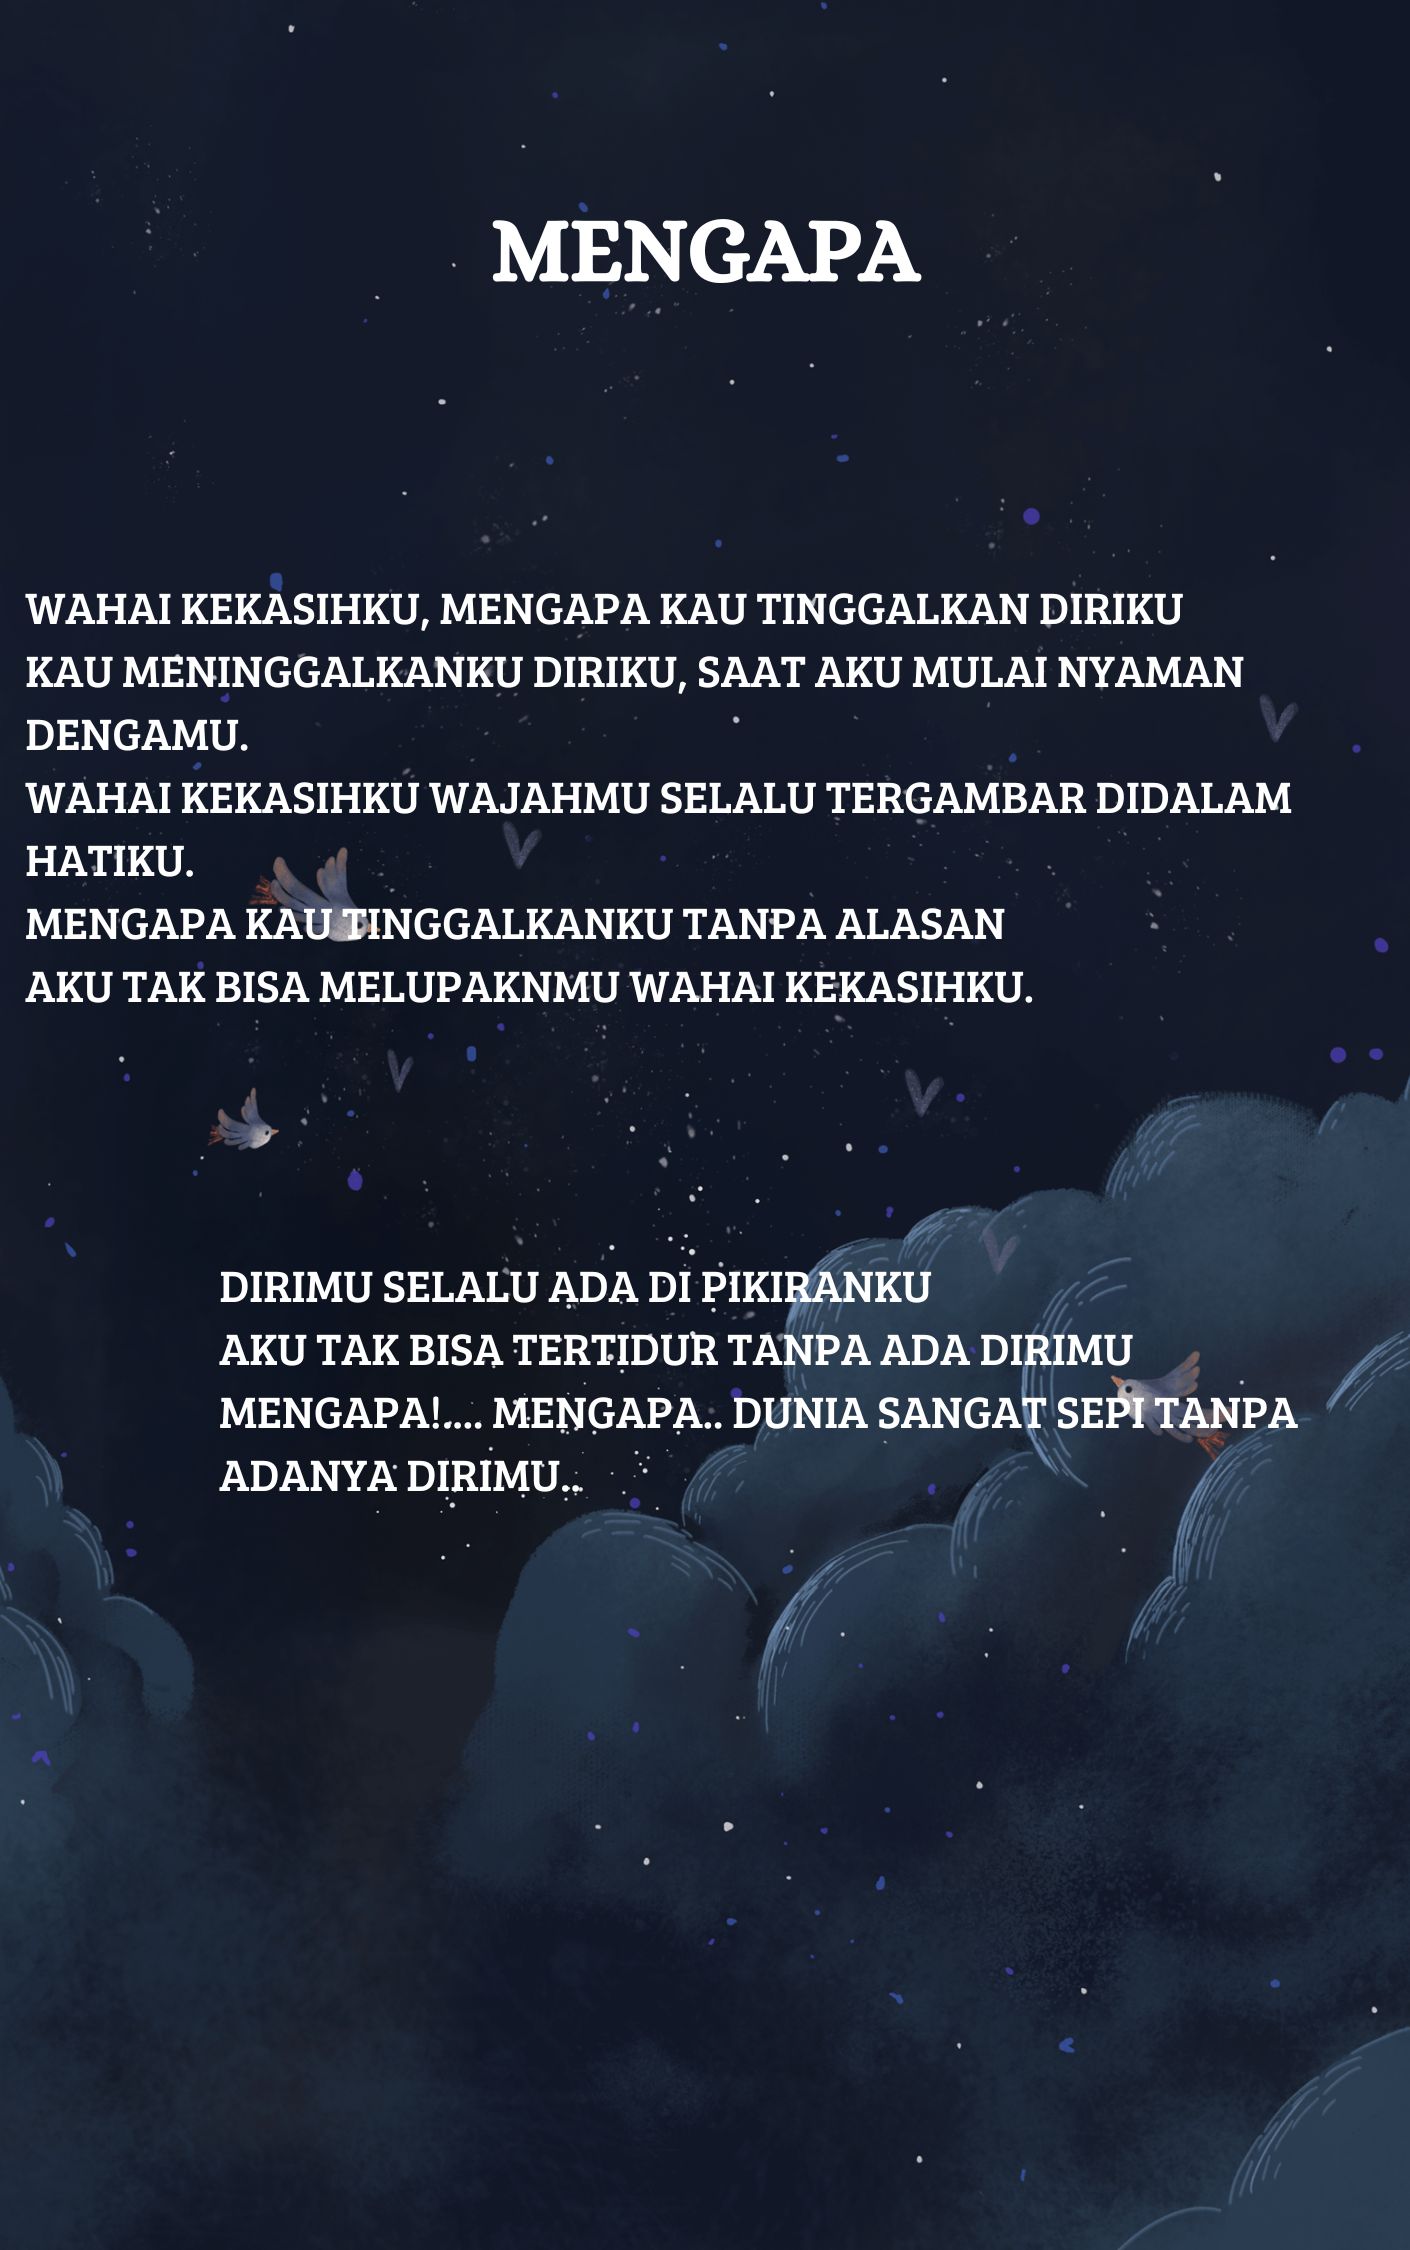 MENGAPA
WAHAI KEKASIHKU, MENGAPA KAU TINGGALKAN DIRIKU
KAU MENINGGALKANKU DIRIKU, SAAT AKU MULAI NYAMAN
DENGAMU.
WAHAI KEKASIHKU WAJAHMU SELALU TERGAMBAR DIDALAM
HATIKU.
MENGAPA KAU TINGGALKANKU TANPA ALASAN
AKU TAK BISA MELUPAKNMU WAHAI KEKASIHKU.
DIRIMU SELALU ADA DI PIKIRANKU
AKU TAK BISA TERTIDUR TANPA ADA DIRIMU
MENGAPA!.... MENGAPA.. DUNIA SANGAT SEPI TANPA
ADANYA DIRIMU..